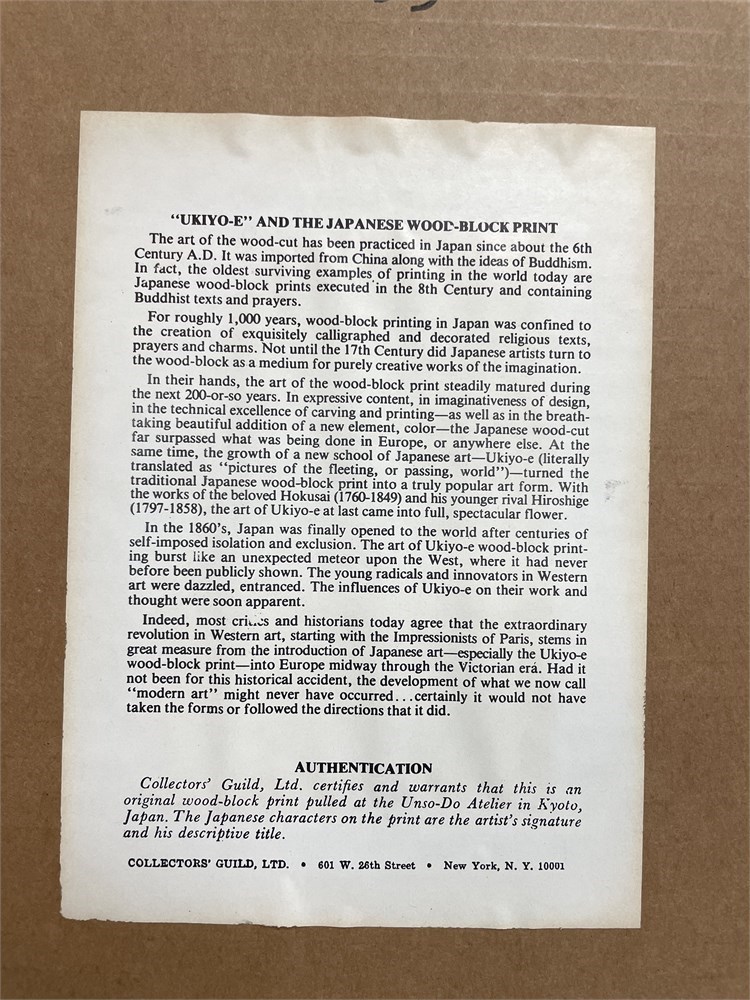 “UKIYO-E” AND THE JAPANESE WOOD-BLOCK PRINT
The art of the wood-cut has been practiced in Japan since about the 6th
Century A.D. It was imported from China along with the ideas of Buddhism.
In fact, the oldest surviving examples of printing in the world today are
Japanese wood-block prints executed in the 8th Century and containing
Buddhist texts and prayers.
For roughly 1,000 years, wood-block printing in Japan was confined to
the creation of exquisitely calligraphed and decorated religious texts,
prayers and charms. Not until the 17th Century did Japanese artists turn to
the wood-block as a medium for purely creative works of the imagination.
In their hands, the art of the wood-block print steadily matured during
the next 200-or-so years. In expressive content, in imaginativeness of design,
in the technical excellence of carving and printing—as well as in the breath-
taking beautiful addition of a new element, color—the Japanese wood-cut
far surpassed what was being done in Europe, or anywhere else. At the
same time, the growth of a new school of Japanese art—Ukiyo-e (literally
translated as “pictures of the fleeting, or passing, world”)—turned the
traditional Japanese wood-block print into a truly popular art form. With
the works of the beloved Hokusai (1760-1849) and his younger rival Hiroshige
(1797-1858), the art of Ukiyo-e at last came into full, spectacular flower.
In the 1860’s, Japan was finally opened to the world after centuries of
self-imposed isolation and exclusion. The art of Ukiyo-e wood-block print-
ing burst like an unexpected meteor upon the West, where it had never
before been publicly shown. The young radicals and innovators in Western
art were dazzled, entranced. The influences of Ukiyo-e on their work and
thought were soon apparent.
Indeed, most critics and historians today agree that the extraordinary
revolution in Western art, starting with the Impressionists of Paris, stems in
great measure from the introduction of Japanese art—especially the Ukiyo-e
wood-block print—into Europe midway through the Victorian era. Had it
not been for this historical accident, the development of what we now call
“modern art” might never have occurred...certainly it would not have
taken the forms or followed the directions that it did.
AUTHENTICATION
Collectors’ Guild, Ltd. certifies and warrants that this is an
original wood-block print pulled at the Unso-Do Atelier in Kyoto,
Japan. The Japanese characters on the print are the artist’s signature
and his descriptive title.
COLLECTORS’ GUILD, LTD. • 601 W. 26th Street • New York, N. Y. 10001